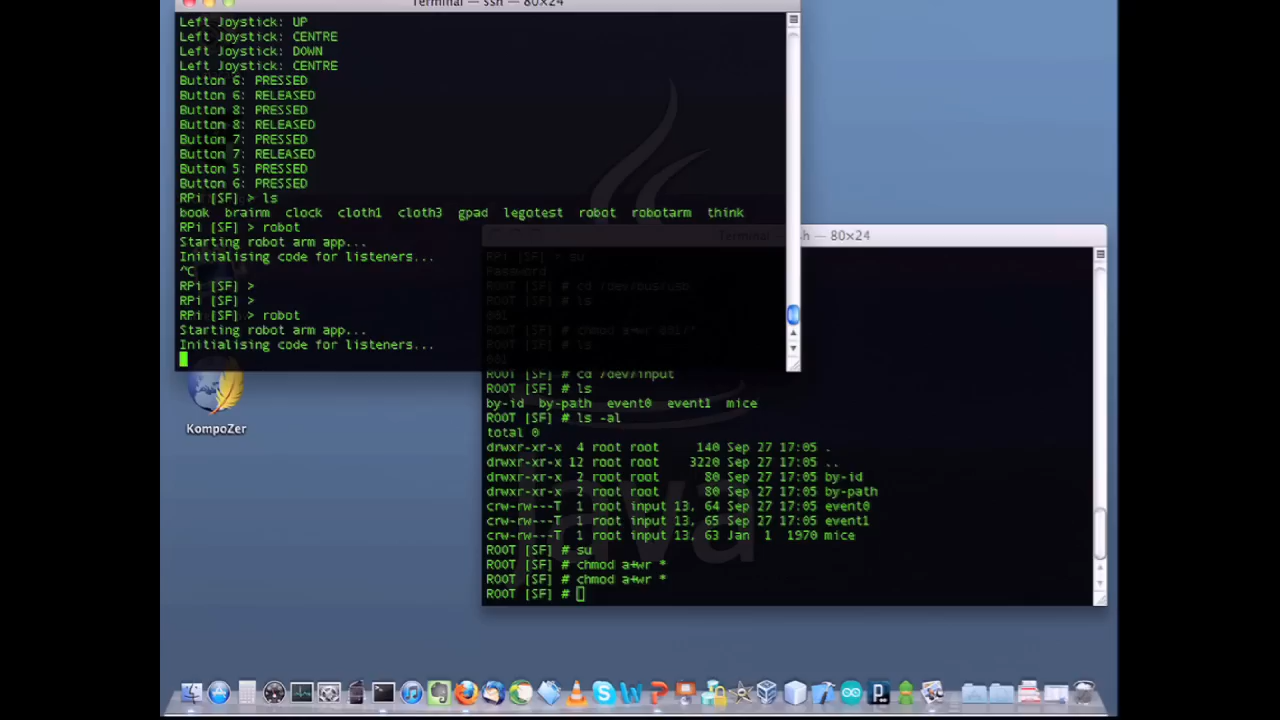 Terminal — ssh — 80×24
Left Joystick: UP
Left Joystick: CENTRE
Left Joystick: DOWN
Left Joystick: CENTRE
Button 6: PRESSED
Button 6: RELEASED
Button 8: PRESSED
Button 8: RELEASED
Button 7: PRESSED
Button 7: RELEASED
Button 5: PRESSED
Button 6: PRESSED
RPi [SF] > ls
book brainm clock cloth1 cloth3 gpad legotest robot robotarm think
RPi [SF] > robot
Starting robot arm app...
Initialising code for listeners...
^C
RPi [SF] >
RPi [SF] >
RPi [SF] > robot
Starting robot arm app...
Initialising code for listeners...
KompoZer
Terminal — ssh — 80×24
RPi [SF] > su
Password
ROOT [SF] # cd /dev/bus/usb
ROOT [SF] # ls
001
ROOT [SF] # chmod a+wr 001/*
ROOT [SF] # ls
001
ROOT [SF] # cd /dev/input
ROOT [SF] # ls
by-id by-path event0 event1 mice
ROOT [SF] # ls -al
total 0
drwxr-xr-x 4 root root 140 Sep 27 17:05 .
drwxr-xr-x 12 root root 3220 Sep 27 17:05 ..
drwxr-xr-x 2 root root 80 Sep 27 17:05 by-id
drwxr-xr-x 2 root root 80 Sep 27 17:05 by-path
crw-rw---T 1 root input 13, 64 Sep 27 17:05 event0
crw-rw---T 1 root input 13, 65 Sep 27 17:05 event1
crw-rw---T 1 root input 13, 63 Jan 1 1970 mice
ROOT [SF] # su
ROOT [SF] # chmod a+wr *
ROOT [SF] # chmod a+wr *
ROOT [SF] #
java